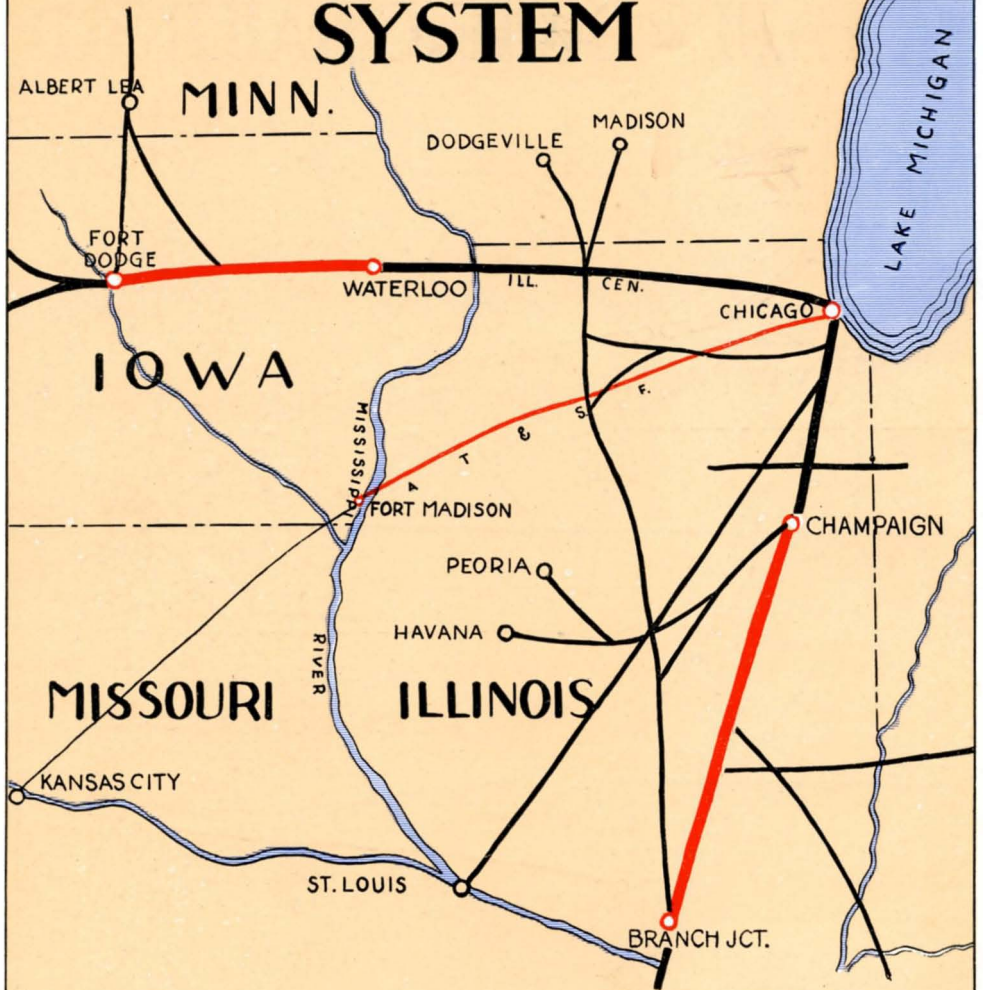 SYSTEM
ALBERT LEA
MINN.
DODGEVILLE
MADISON
LAKE MICHIGAN
FORT
DODGE
WATERLOO
ILL. CEN.
CHICAGO
IOWA
MISSISSIPPI
A T & S. F.
FORT MADISON
CHAMPAIGN
PEORIA
HAVANA
RIVER
MISSOURI
ILLINOIS
KANSAS CITY
ST. LOUIS
BRANCH JCT.